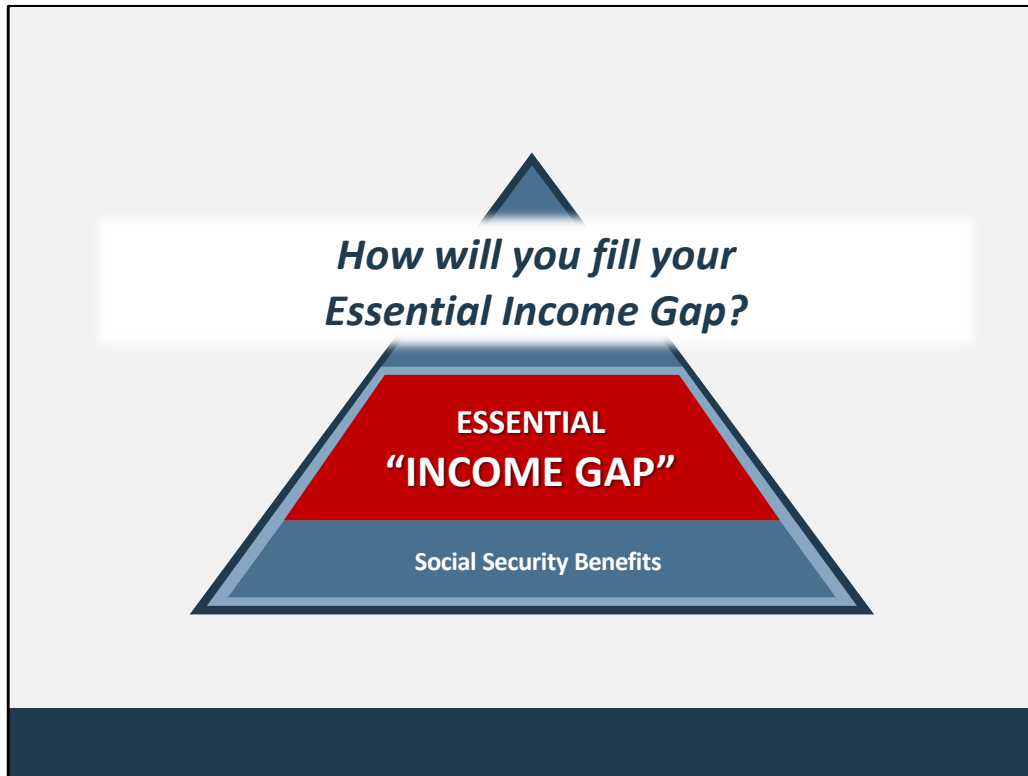 How will you fill your
Essential Income Gap?
ESSENTIAL
“INCOME GAP”
Social Security Benefits